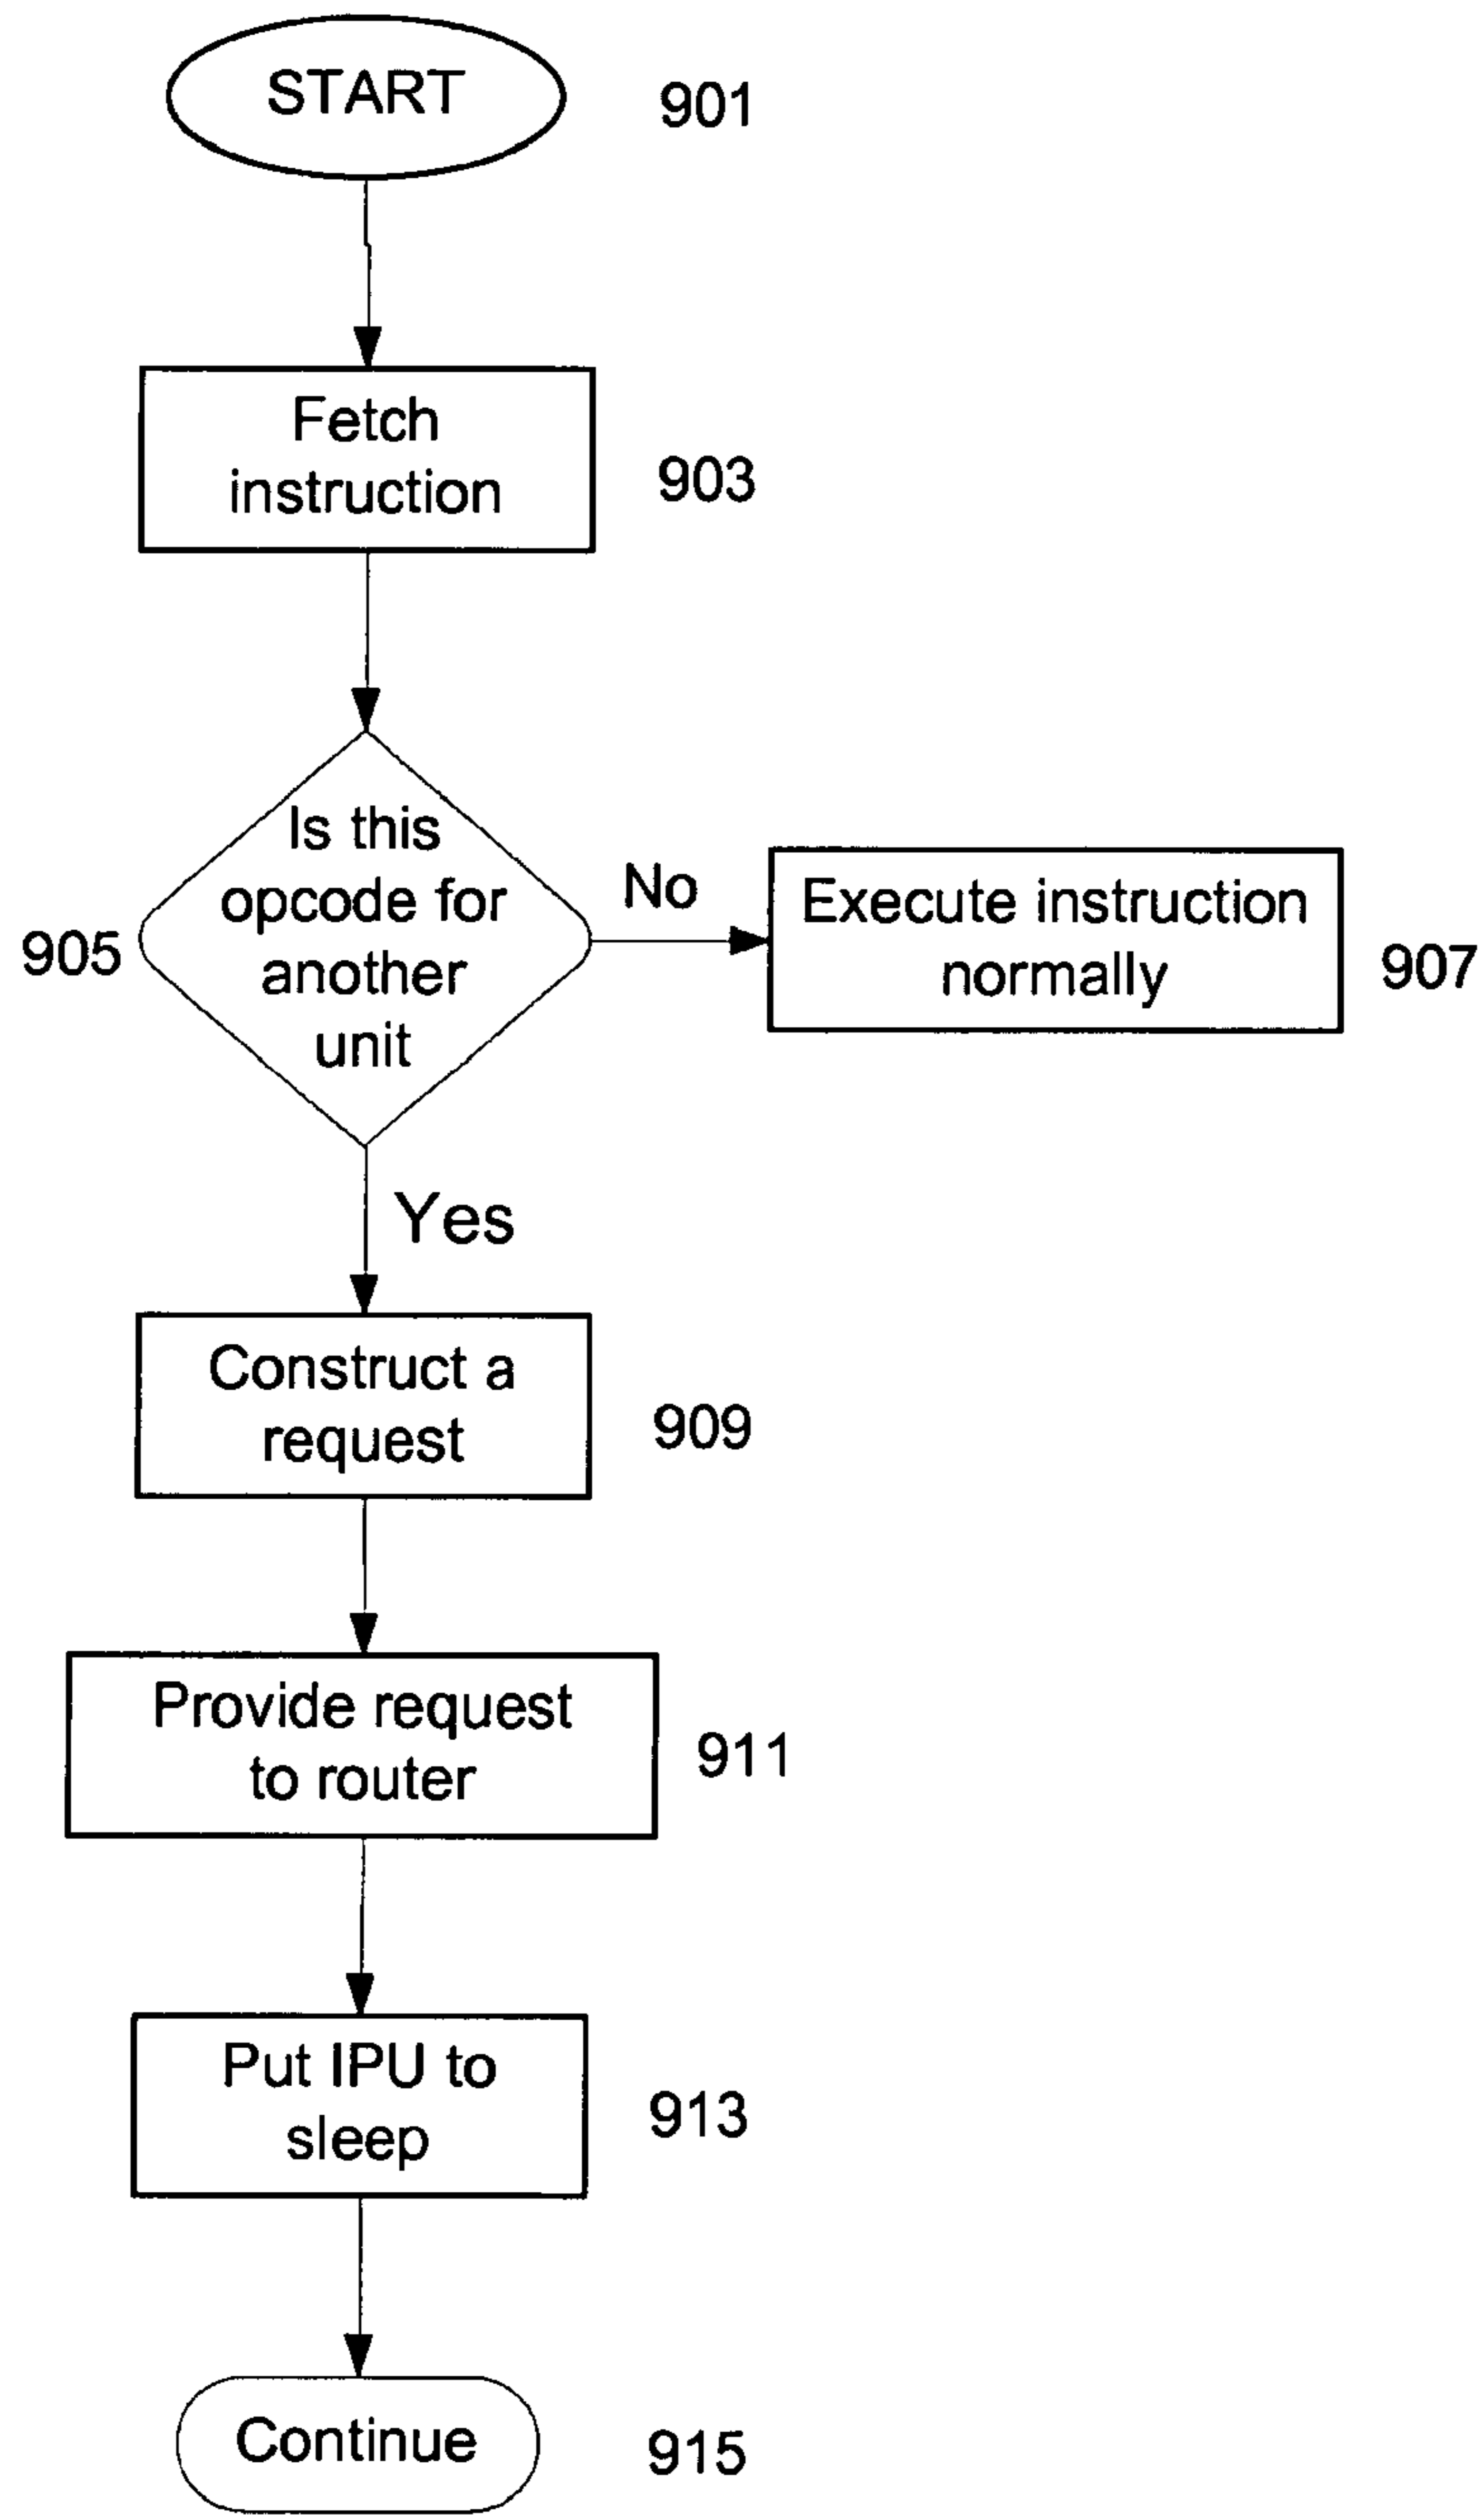 START
901
Fetch
instruction
903
Is this
opcode for
another
unit
905
No
Execute instruction
normally
907
Yes
Construct a
request
909
Provide request
to router
911
Put IPU to
sleep
913
Continue
915